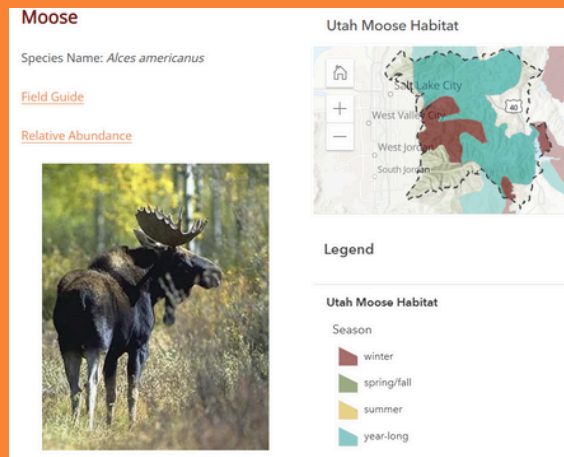 Moose
Species Name: Alces americanus
Field Guide
Relative Abundance
Utah Moose Habitat
+
Salt Lake City
40
West Valley City
−
West Jordan
South Jordan
Legend
Utah Moose Habitat
Season
winter
spring/fall
summer
year-long